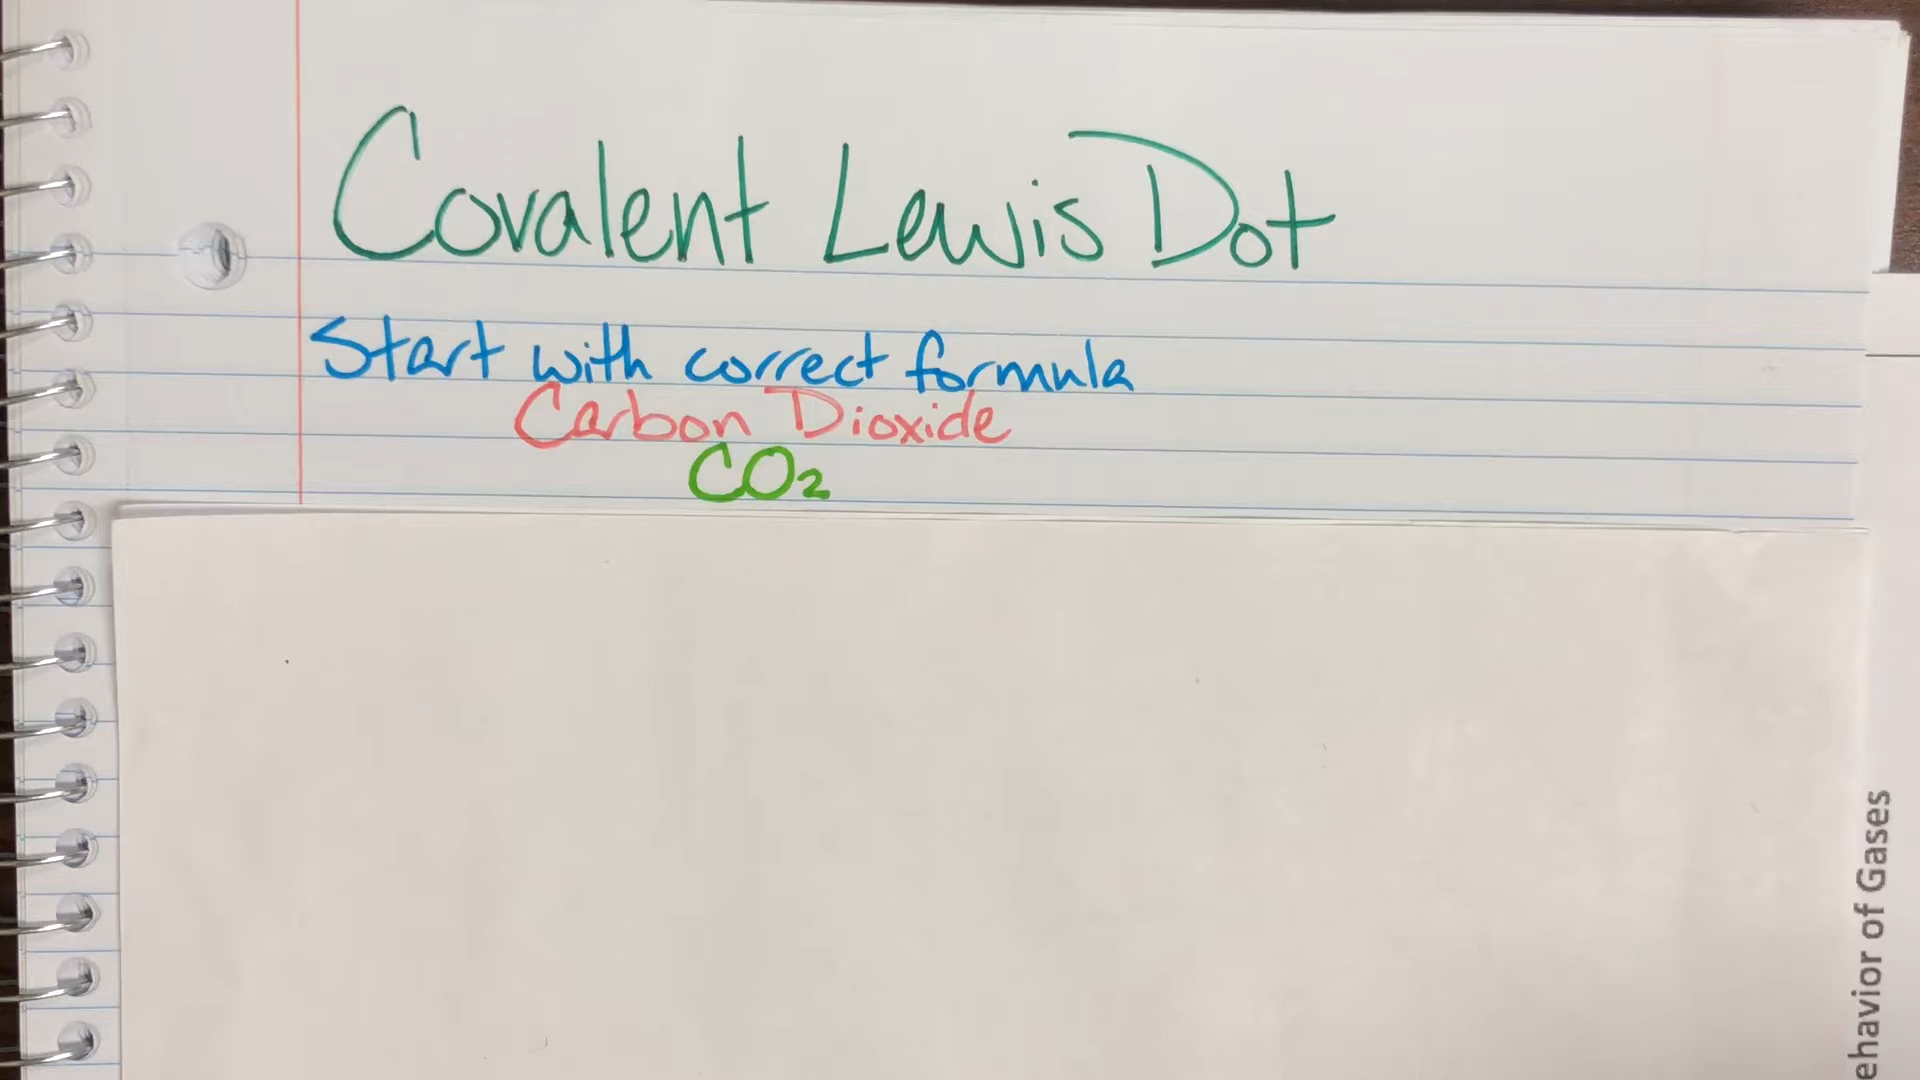 Covalent Lewis Dot
Start with correct formula
Carbon Dioxide
CO₂
ehavior of Gases